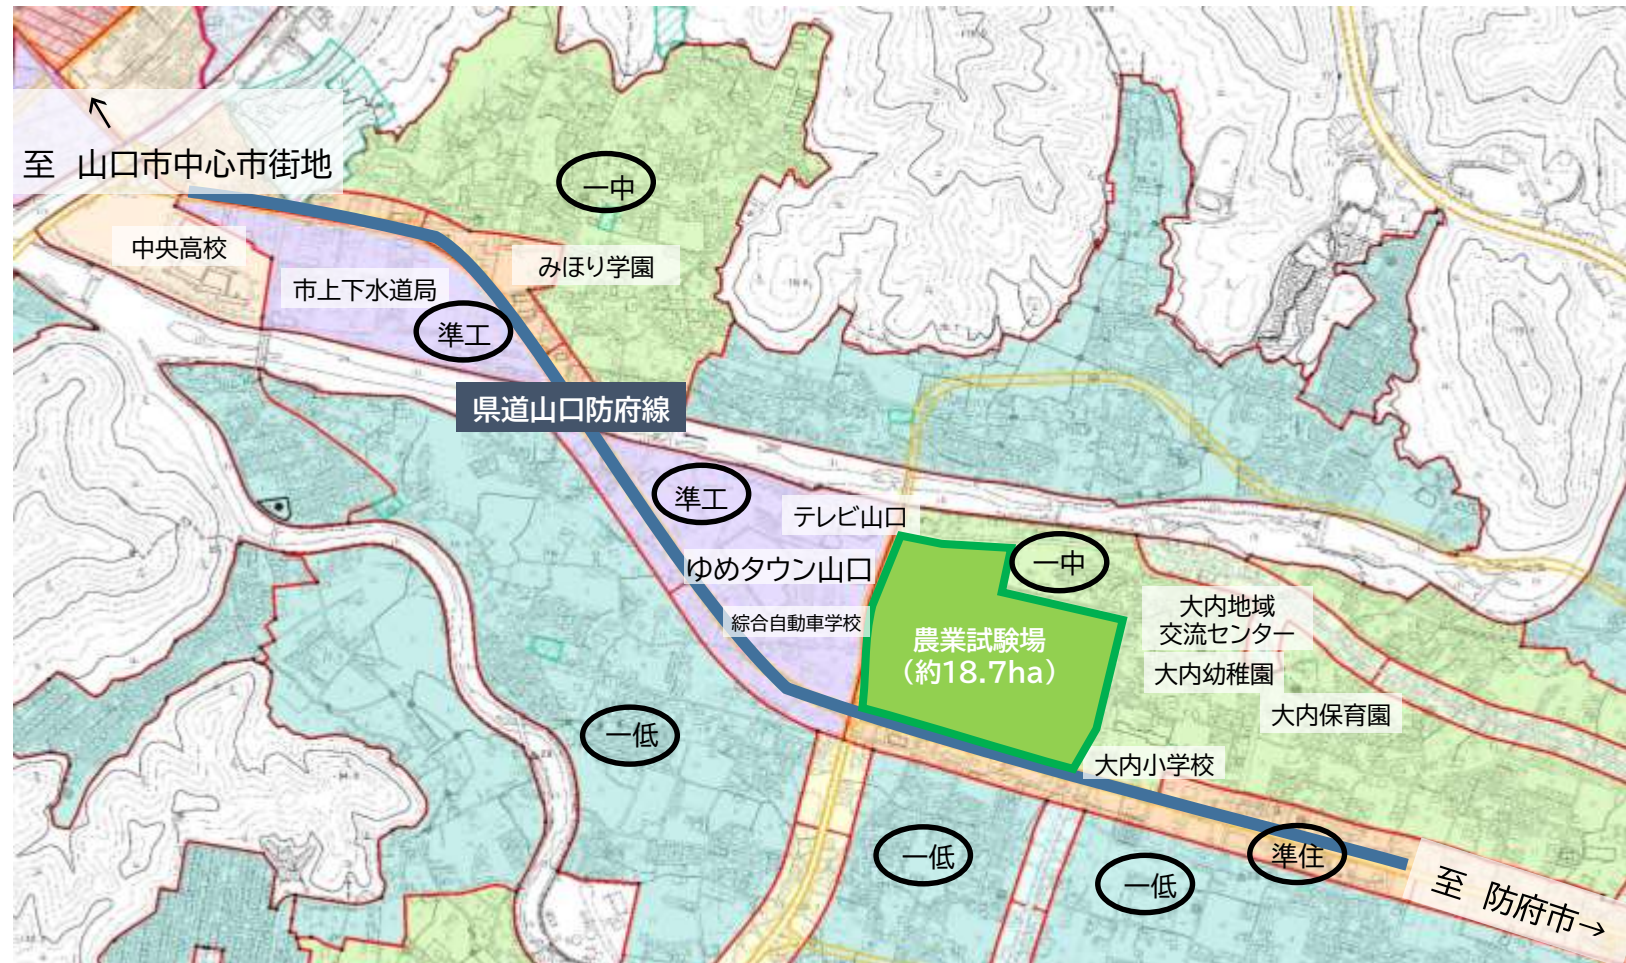 ↑
至 山口市中心市街地
一中
中央高校
みほり学園
市上下水道局
準工
県道山口防府線
準工
テレビ山口
一中
ゆめタウン山口
綜合自動車学校
農業試験場
（約18.7ha）
大内地域
交流センター
大内幼稚園
大内保育園
一低
大内小学校
一低
準住
一低
至 防府市→